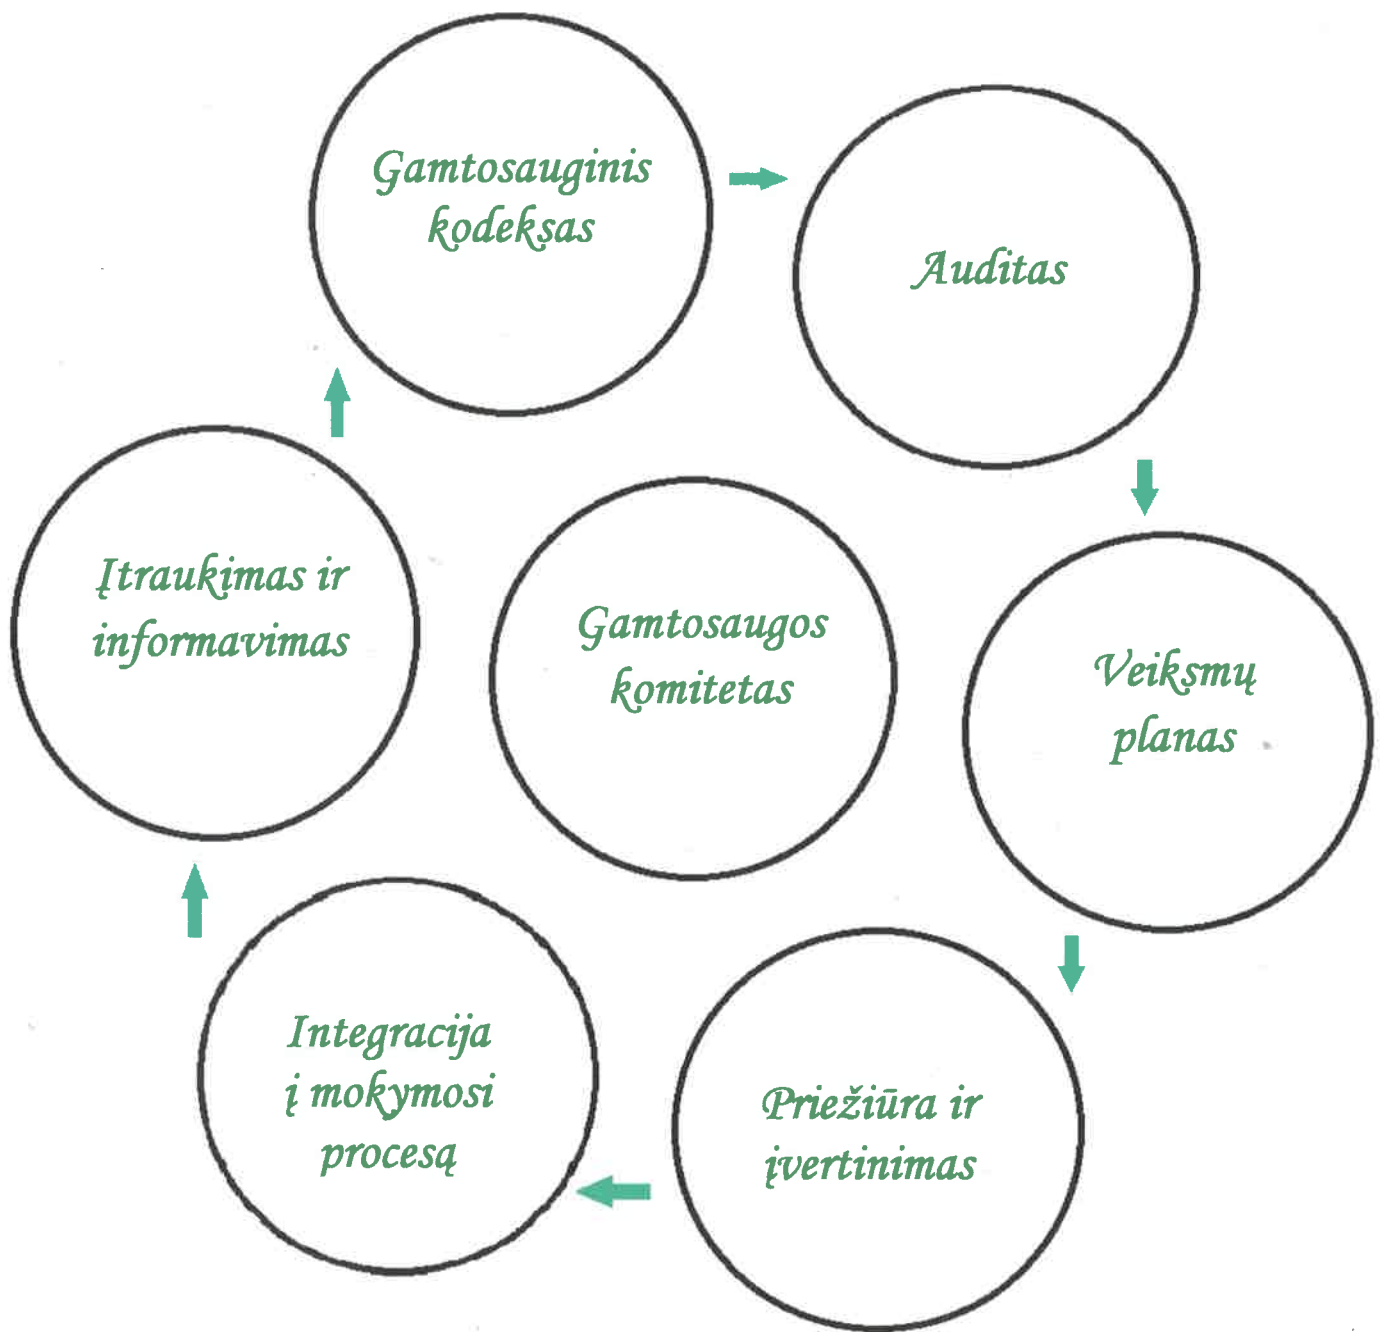 Gamtosauginis
kodeksas
Auditas
Įtraukimas ir
informavimas
Gamtosaugos
komitetas
Veiksmų
planas
Integracija
į mokymosi
procesą
Priežiūra ir
įvertinimas